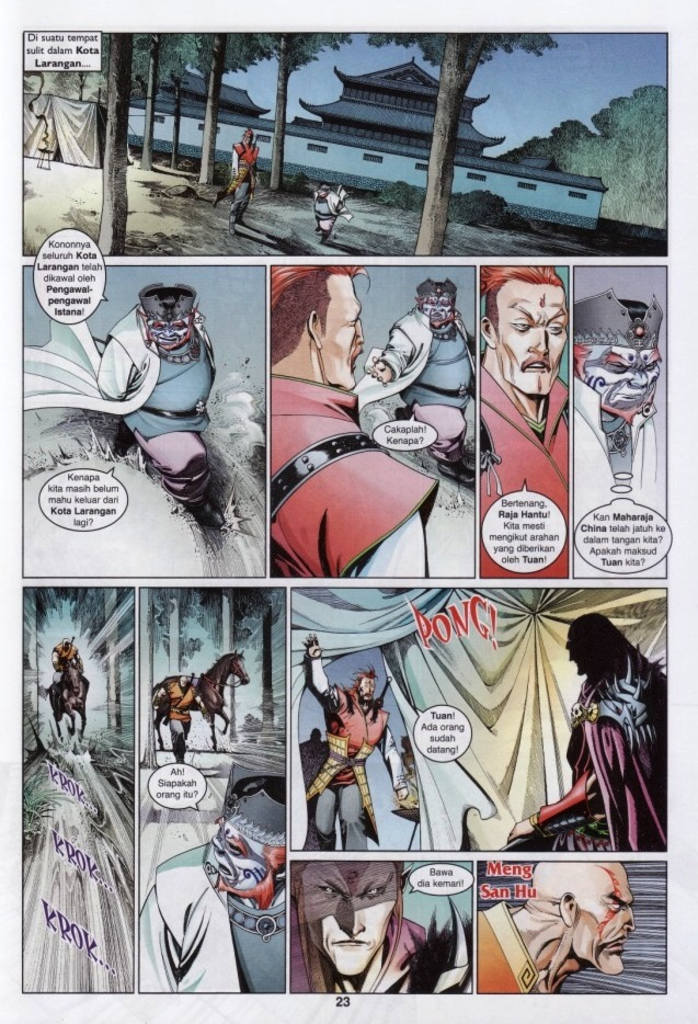 Di suatu tempat
sulit dalam Kota
Larangan....
Kononnya
seluruh Kota
Larangan telah
dikawal oleh
Pengawal-
pengawal
Istana!
Kenapa
kita masih belum
mahu keluar dari
Kota Larangan
lagi?
Cakaplah!
Kenapa?
Bertenang,
Raja Hantu!
Kita mesti
mengikut arahan
yang diberikan
oleh Tuan!
Kan Maharaja
China telah jatuh ke
dalam tangan kita?
Apakah maksud
Tuan kita?
KROK...
KROK...
KROK...
Ah!
Siapakah
orang itu?
PONG!
Tuan!
Ada orang
sudah
datang!
Bawa
dia kemari!
Meng
San Hu
23